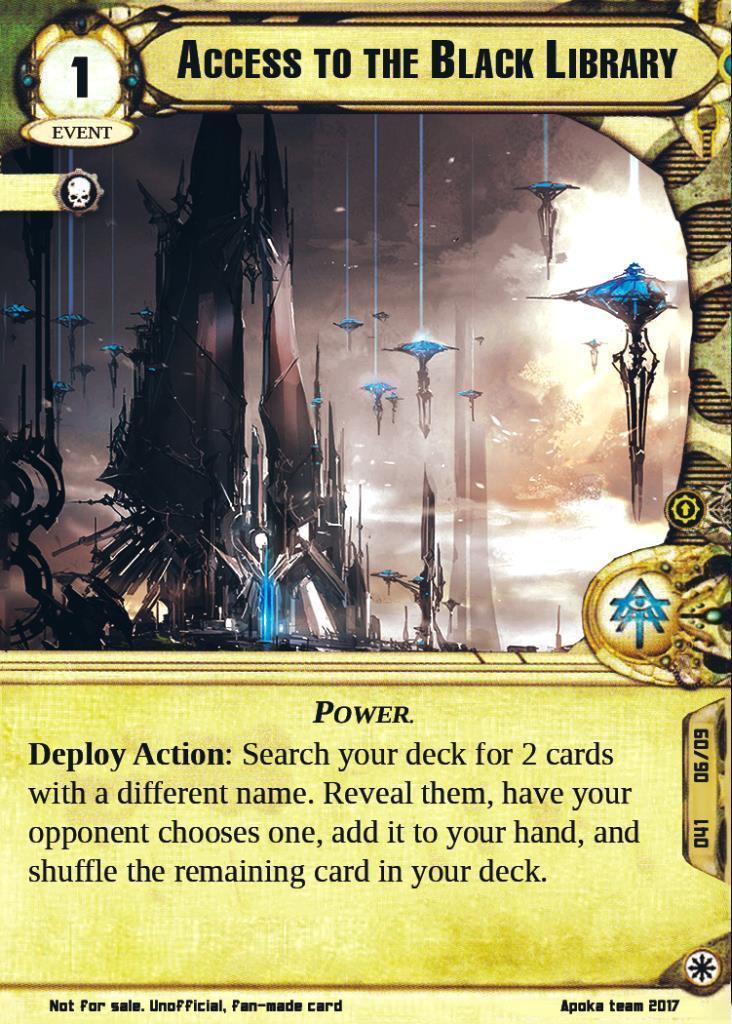 1
ACCESS TO THE BLACK LIBRARY
EVENT
POWER.
Deploy Action: Search your deck for 2 cards
with a different name. Reveal them, have your
opponent chooses one, add it to your hand, and
shuffle the remaining card in your deck.
041 06/09
Not for sale. Unofficial, fan-made card
Apoka team 2017